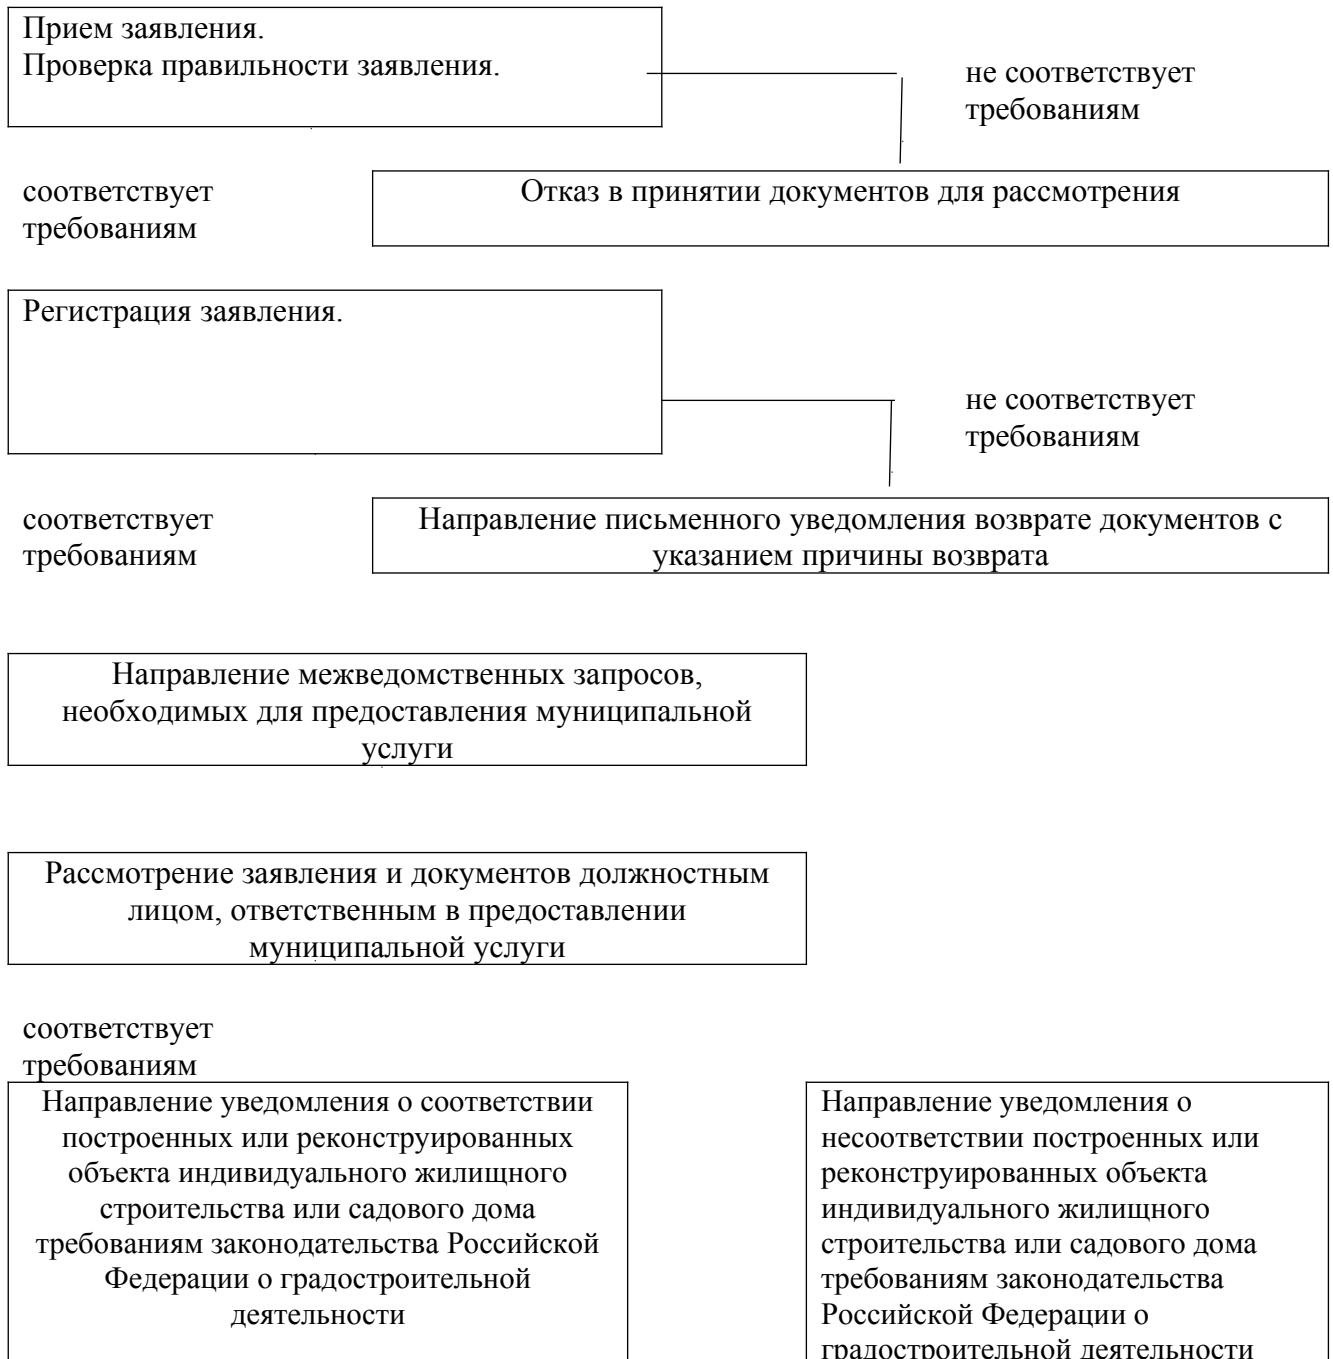 Прием заявления.
Проверка правильности заявления.
не соответствует
требованиям
соответствует
требованиям
Отказ в принятии документов для рассмотрения
Регистрация заявления.
не соответствует
требованиям
соответствует
требованиям
Направление письменного уведомления возврате документов с
указанием причины возврата
Направление межведомственных запросов,
необходимых для предоставления муниципальной
услуги
Рассмотрение заявления и документов должностным
лицом, ответственным в предоставлении
муниципальной услуги
соответствует
требованиям
Направление уведомления о соответствии
построенных или реконструированных
объекта индивидуального жилищного
строительства или садового дома
требованиям законодательства Российской
Федерации о градостроительной
деятельности
Направление уведомления о
несоответствии построенных или
реконструированных объекта
индивидуального жилищного
строительства или садового дома
требованиям законодательства
Российской Федерации о
градостроительной деятельности